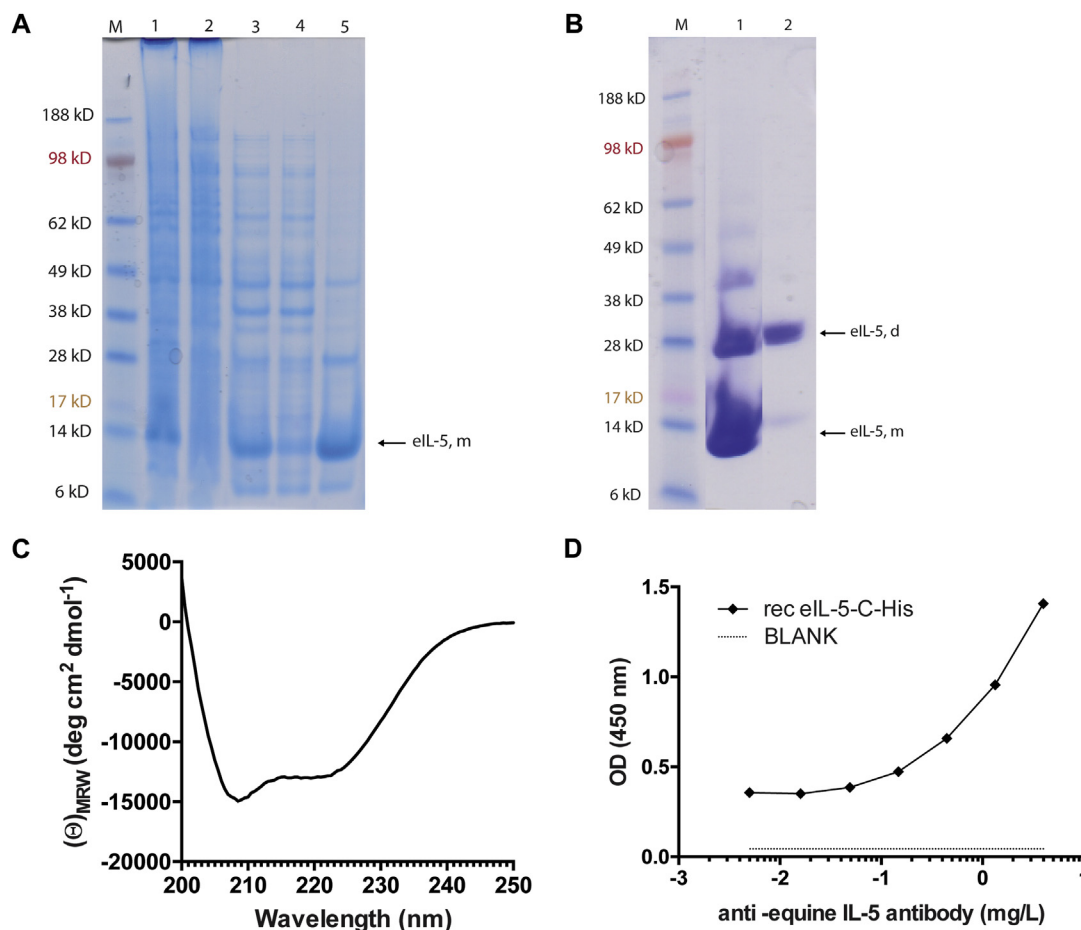 A
M 1 2 3 4 5
188 kD
98 kD
62 kD
49 kD
38 kD
28 kD
17 kD
14 kD
6 kD
eIL-5, m
B
M 1 2
188 kD
98 kD
62 kD
49 kD
38 kD
28 kD
17 kD
14 kD
6 kD
eIL-5, d
eIL-5, m
C
(Θ)MRW (deg cm² dmol⁻¹)
5000
0
-5000
-10000
-15000
-20000
200 210 220 230 240 250
Wavelength (nm)
D
OD (450 nm)
1.5
1.0
0.5
0.0
rec eIL-5-C-His
BLANK
-3 -2 -1 0 1
anti -equine IL-5 antibody (mg/L)